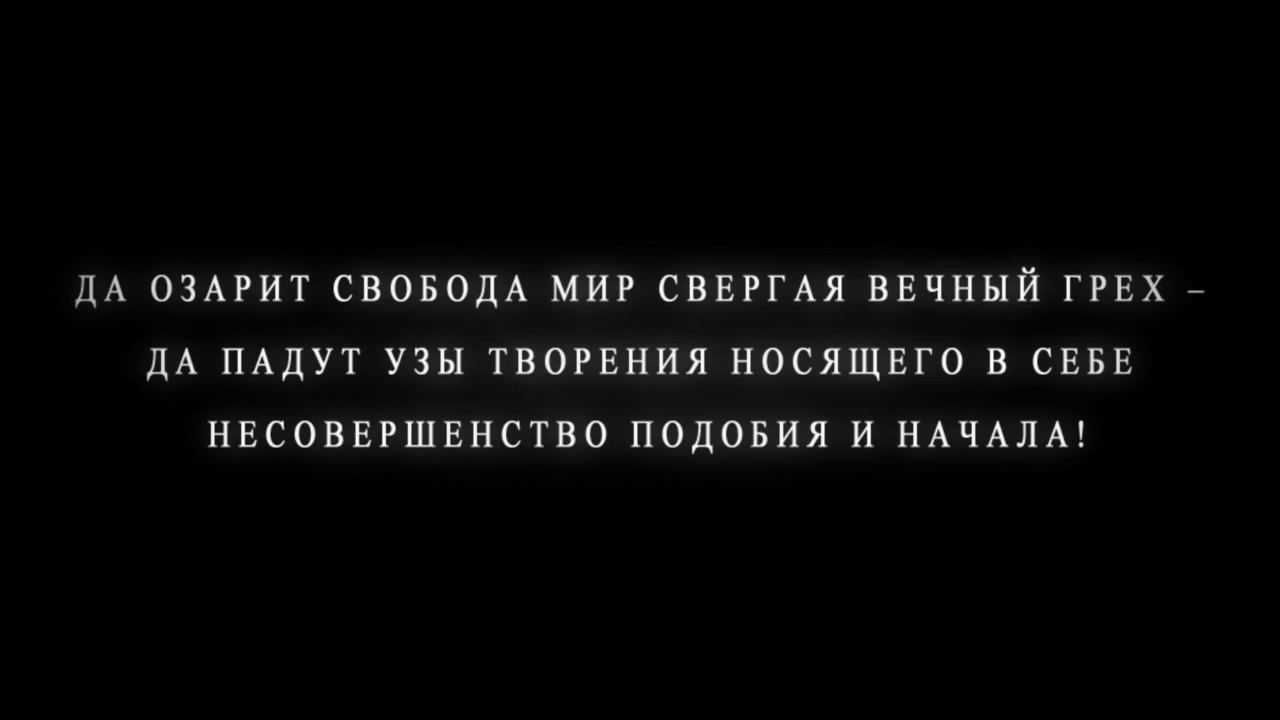 ДА ОЗАРИТ СВОБОДА МИР СВЕРГАЯ ВЕЧНЫЙ ГРЕХ –
ДА ПАДУТ УЗЫ ТВОРЕНИЯ НОСЯЩЕГО В СЕБЕ
НЕСОВЕРШЕНСТВО ПОДОБИЯ И НАЧАЛА!